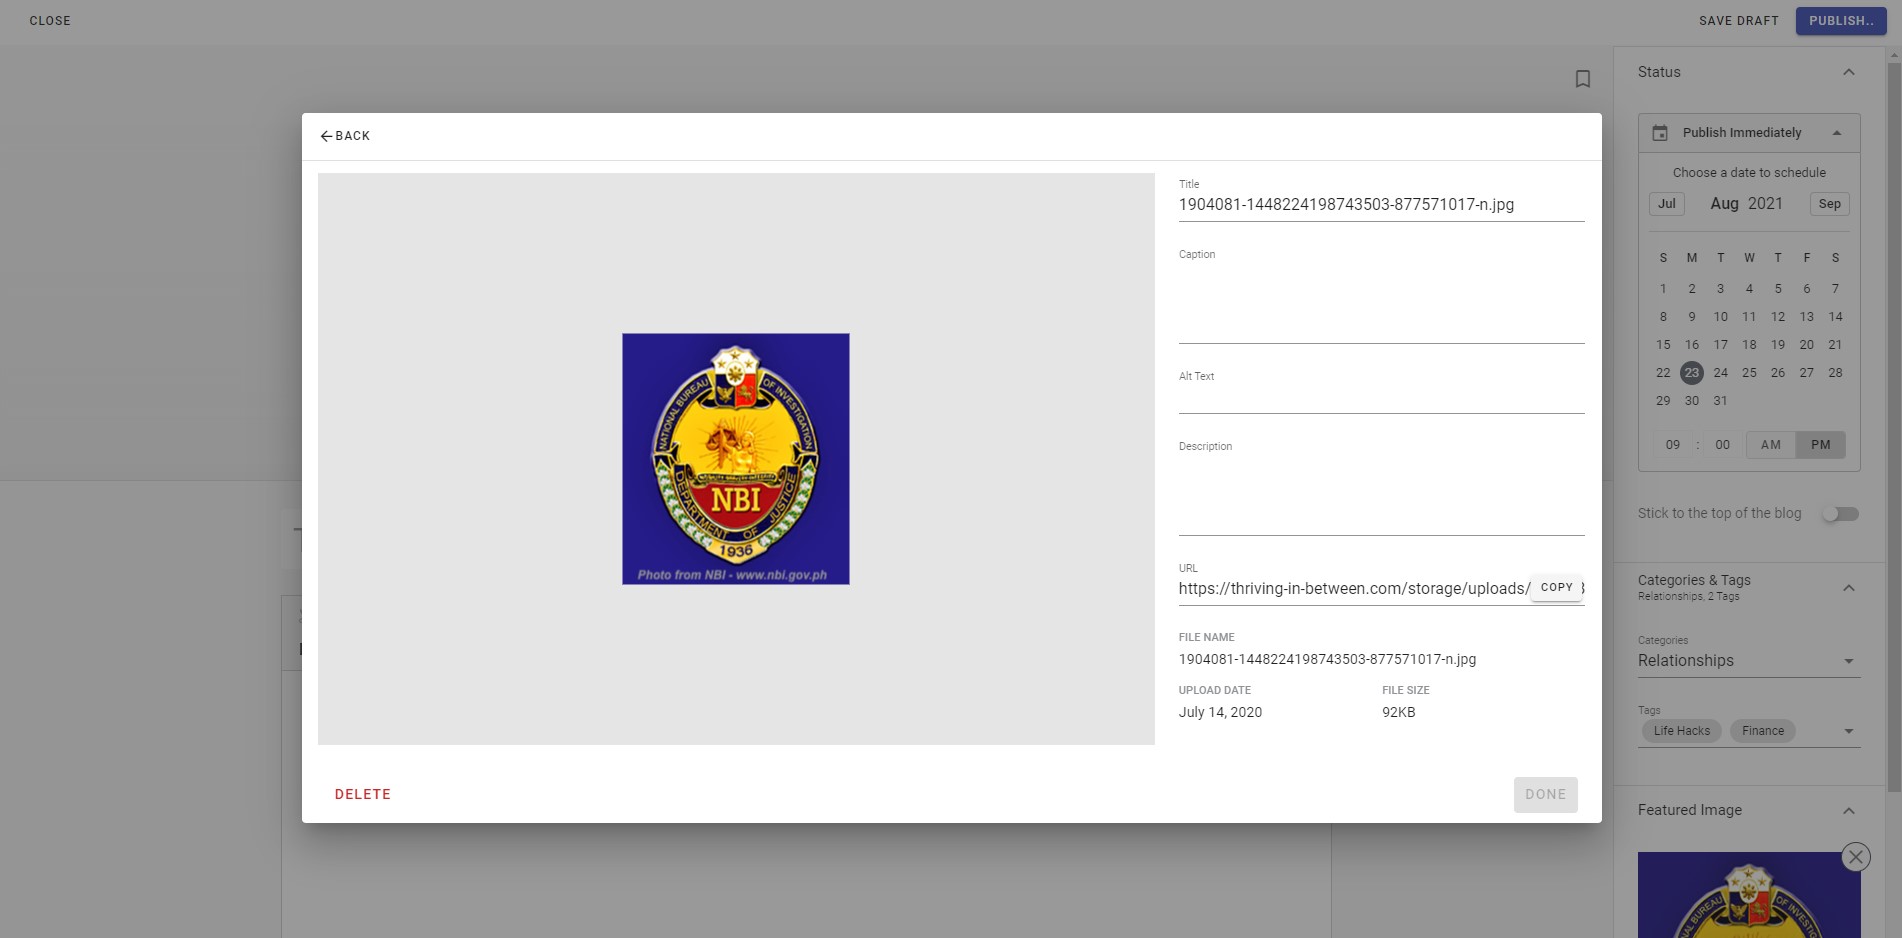 CLOSE
SAVE DRAFT
PUBLISH..
BACK
Title
1904081-1448224198743503-877571017-n.jpg
Caption
Alt Text
Description
URL
https://thriving-in-between.com/storage/uploads/
COPY
FILE NAME
1904081-1448224198743503-877571017-n.jpg
UPLOAD DATE
FILE SIZE
July 14, 2020
92KB
DELETE
DONE
NATIONAL BUREAU OF INVESTIGATION
NBI
DEPARTMENT OF JUSTICE
1936
Photo from NBI - www.nbi.gov.ph
Status
Publish Immediately
Choose a date to schedule
Jul Aug 2021 Sep
S M T W T F S
1 2 3 4 5 6 7
8 9 10 11 12 13 14
15 16 17 18 19 20 21
22 23 24 25 26 27 28
29 30 31
09 : 00 AM PM
Stick to the top of the blog
Categories & Tags
Relationships, 2 Tags
Categories
Relationships
Tags
Life Hacks Finance
Featured Image
BUREAU OF INVESTI